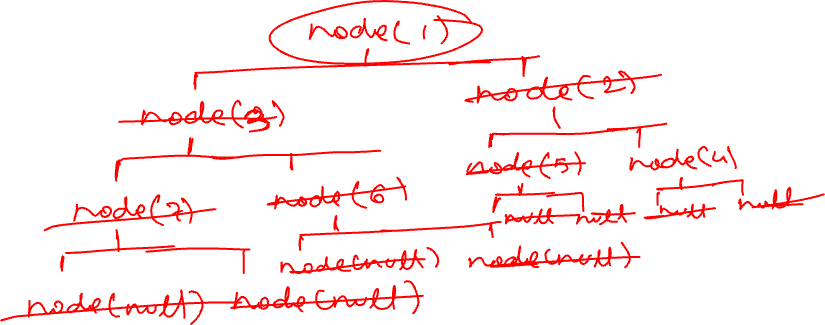 node(1)
node(3) node(2)
node(5) node(4)
node(7) node(6)
null null null null
node(null) node(null)
node(null) node(null)